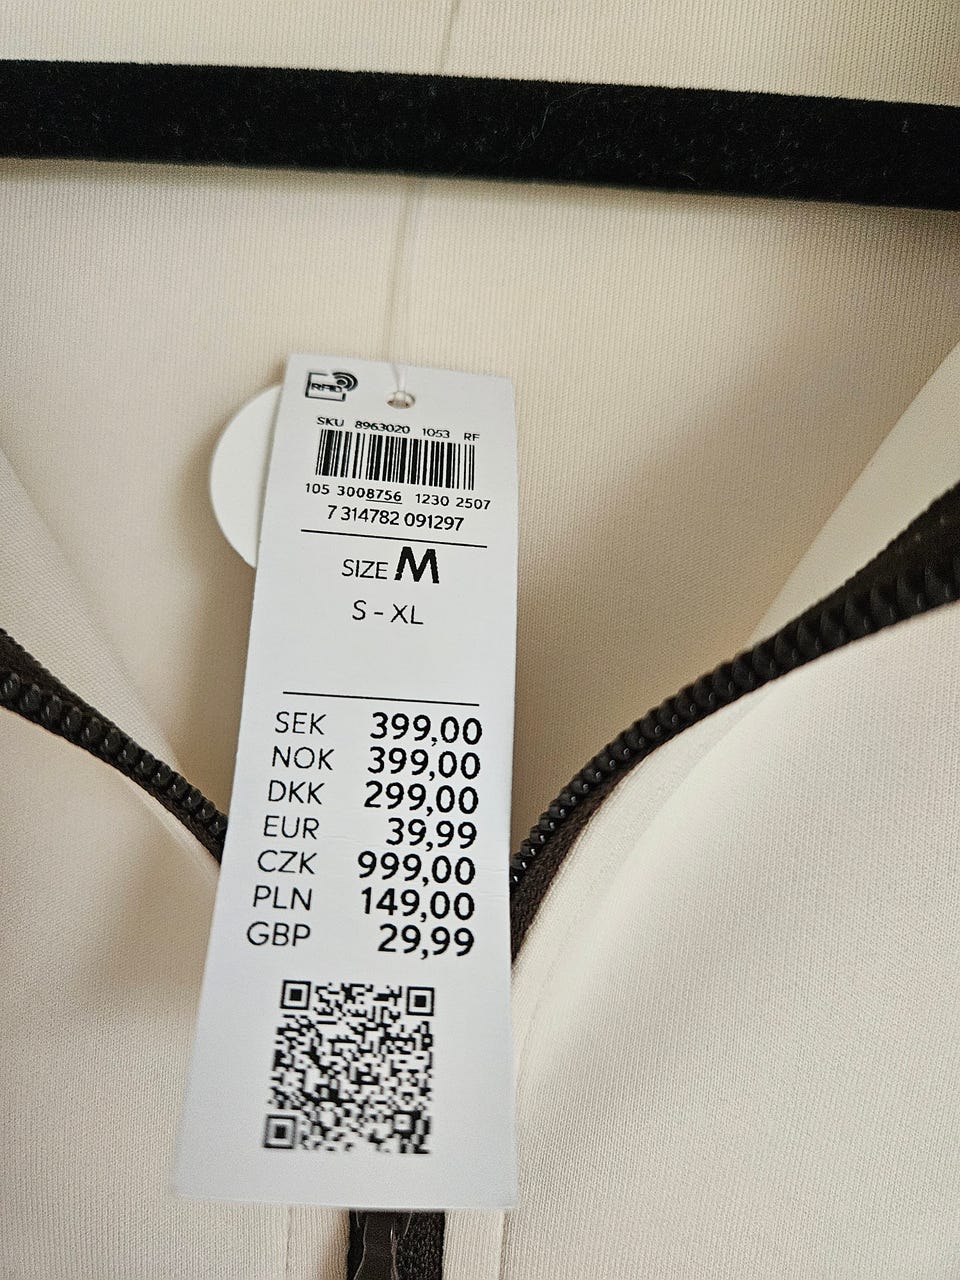 RFID
SKU 8963020 1053 RF
105 3008756 1230 2507
7 314782 091297
SIZE M
S - XL
SEK 399,00
NOK 399,00
DKK 299,00
EUR 39,99
CZK 999,00
PLN 149,00
GBP 29,99